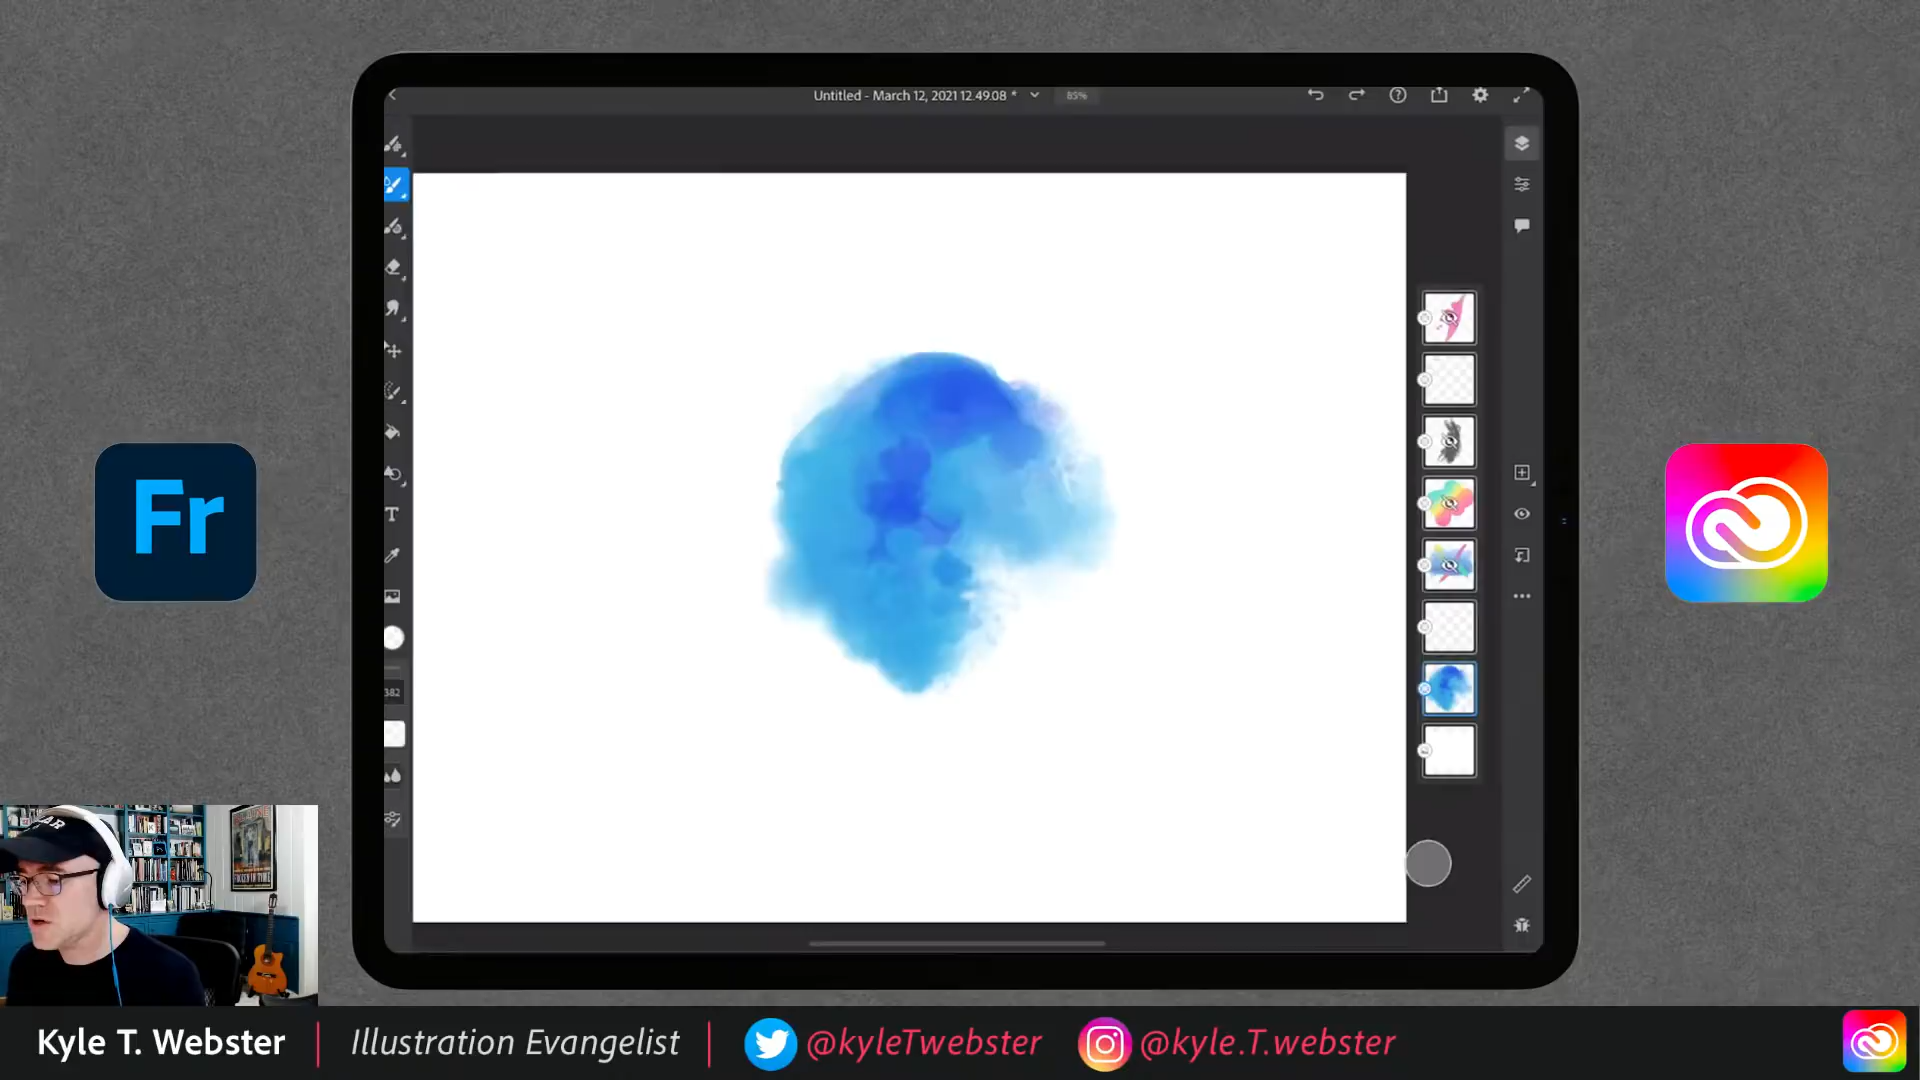 Untitled - March 12, 2021 12.49.08 *
85%
T
382
Fr
Kyle T. Webster
Illustration Evangelist
@kyleTwebster
@kyle.T.webster